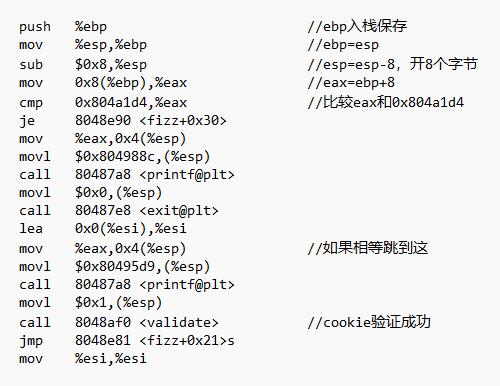 push %ebp //ebp入栈保存
mov %esp,%ebp //ebp=esp
sub $0x8,%esp //esp=esp-8，开8个字节
mov 0x8(%ebp),%eax //eax=ebp+8
cmp 0x804a1d4,%eax //比较eax和0x804a1d4
je 8048e90 <fizz+0x30>
mov %eax,0x4(%esp)
movl $0x804988c,(%esp)
call 80487a8 <printf@plt>
movl $0x0,(%esp)
call 80487e8 <exit@plt>
lea 0x0(%esi),%esi
mov %eax,0x4(%esp) //如果相等跳到这
movl $0x80495d9,(%esp)
call 80487a8 <printf@plt>
movl $0x1,(%esp)
call 8048af0 <validate> //cookie验证成功
jmp 8048e81 <fizz+0x21>s
mov %esi,%esi